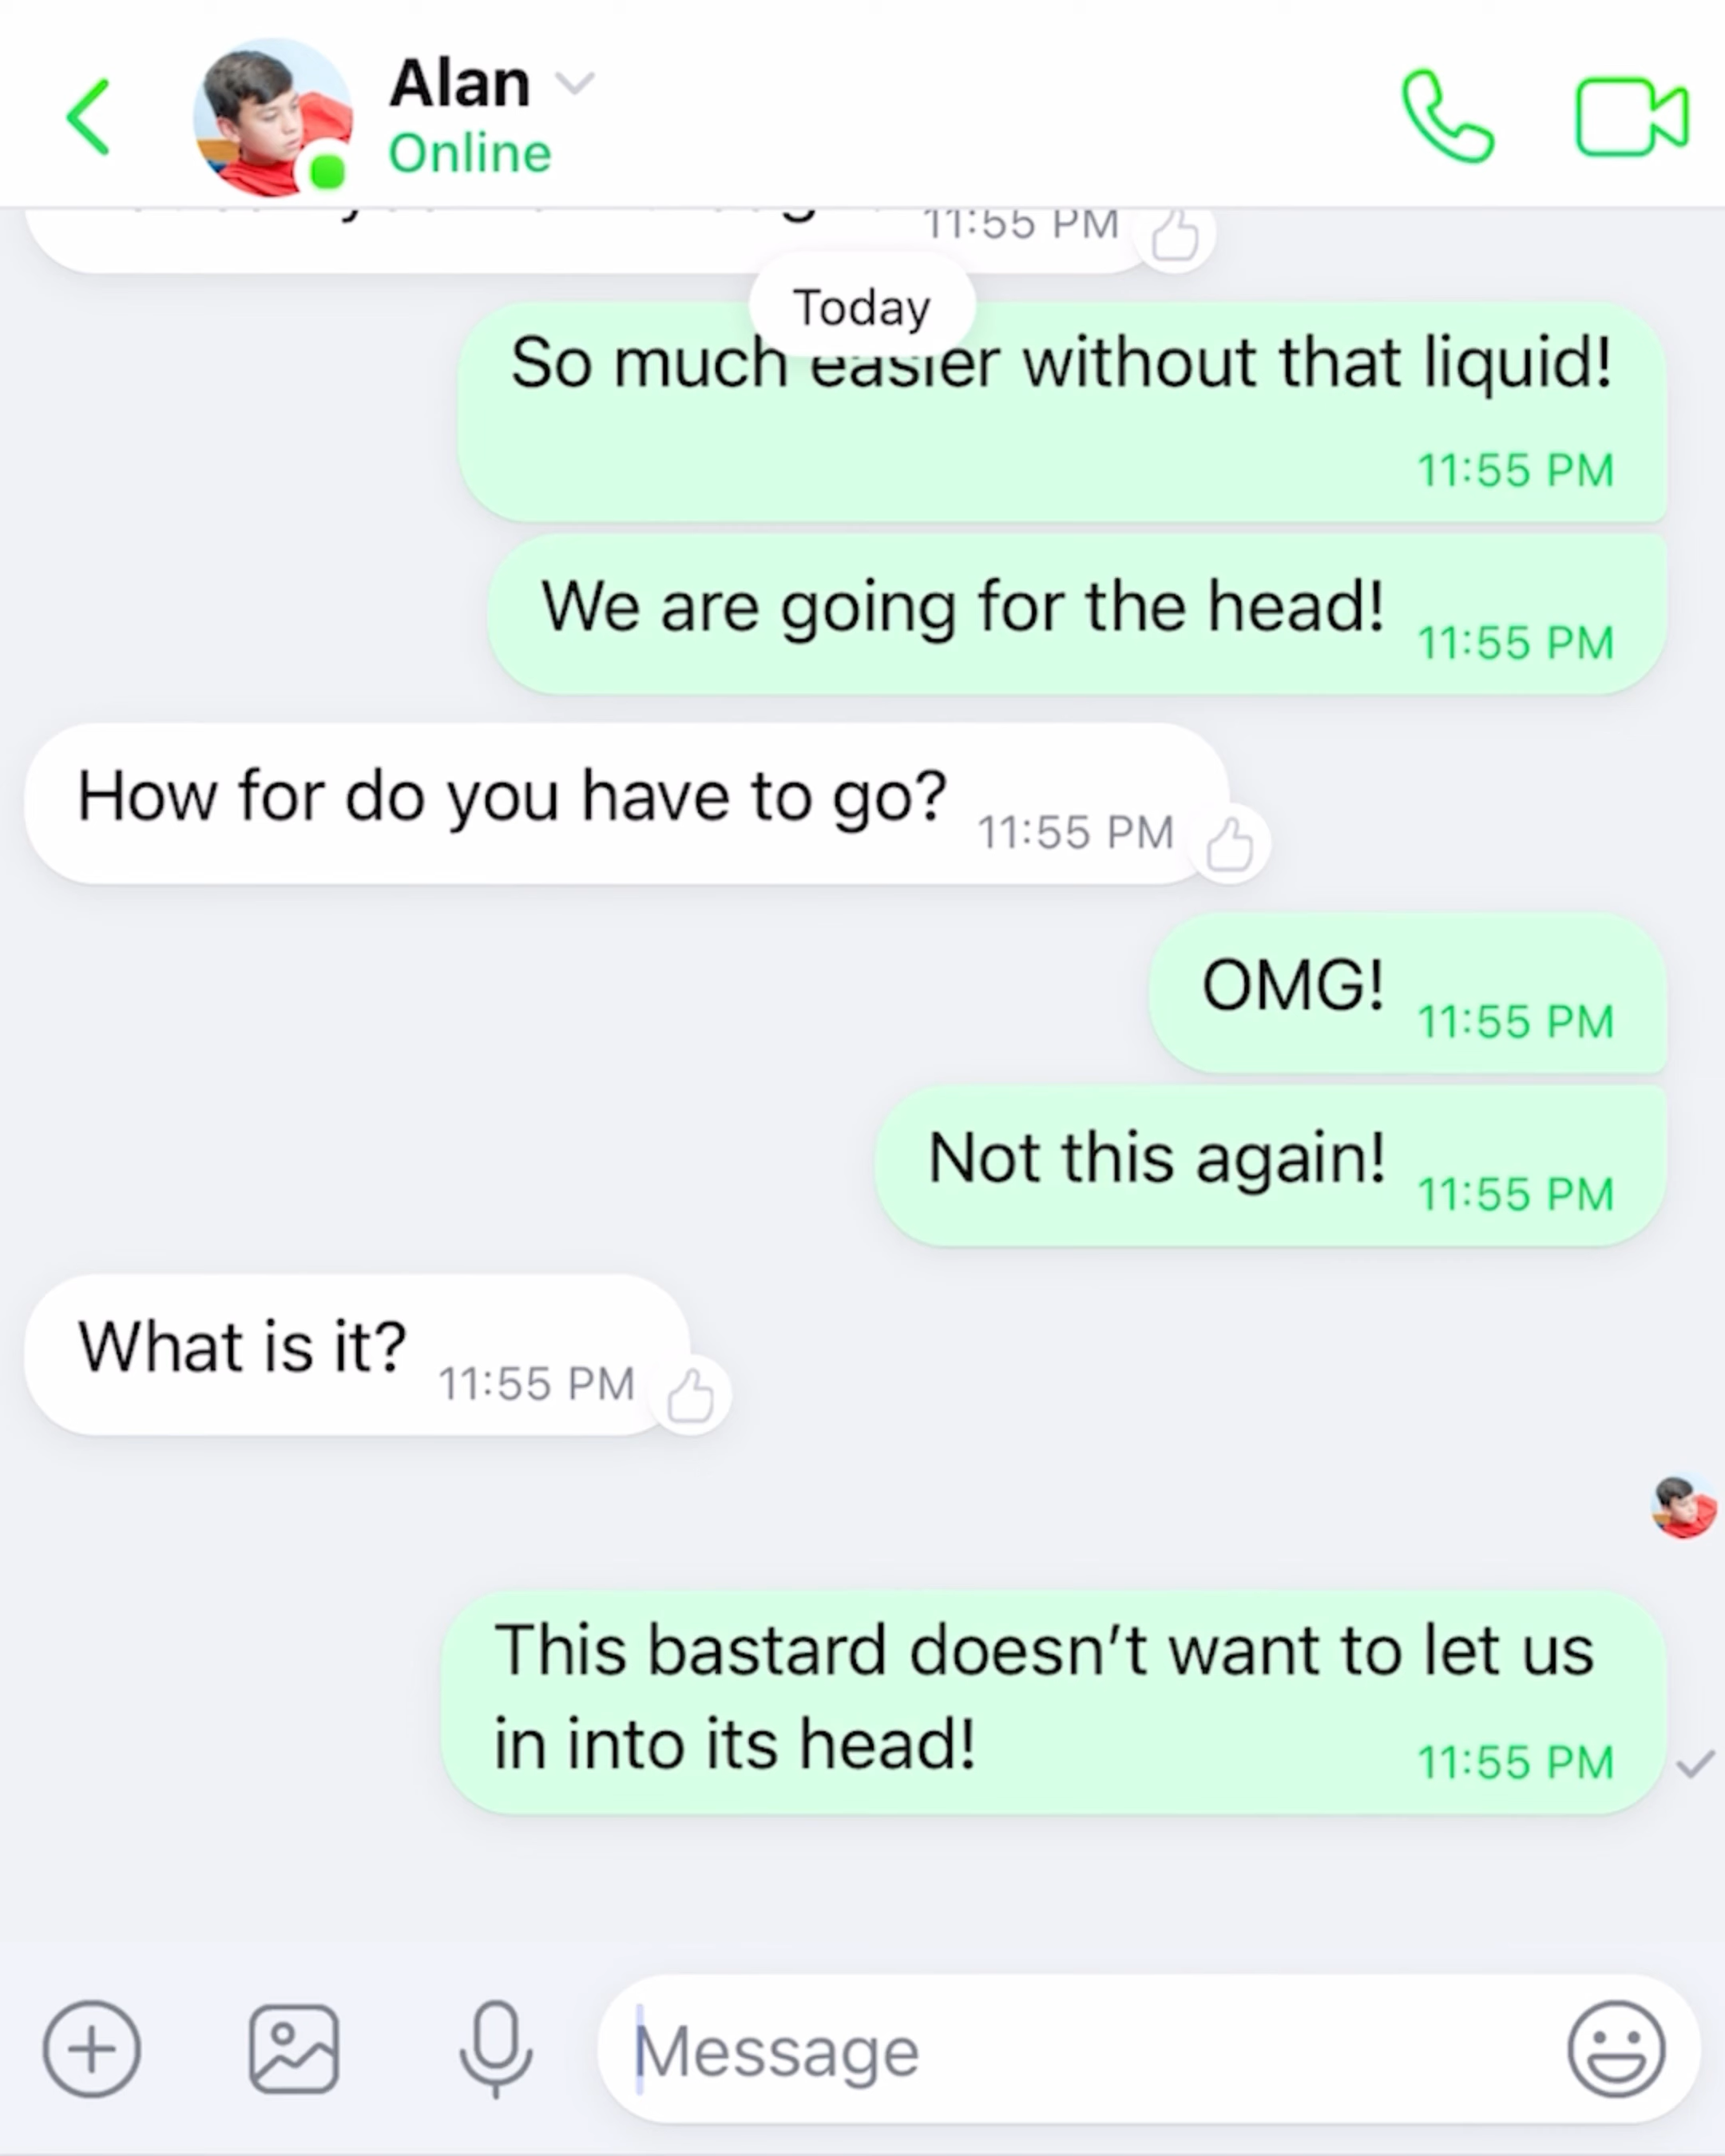 Alan
Online
11:55 PM
Today
So much easier without that liquid!
11:55 PM
We are going for the head!
11:55 PM
How for do you have to go?
11:55 PM
OMG!
11:55 PM
Not this again!
11:55 PM
What is it?
11:55 PM
This bastard doesn’t want to let us
in into its head!
11:55 PM
Message